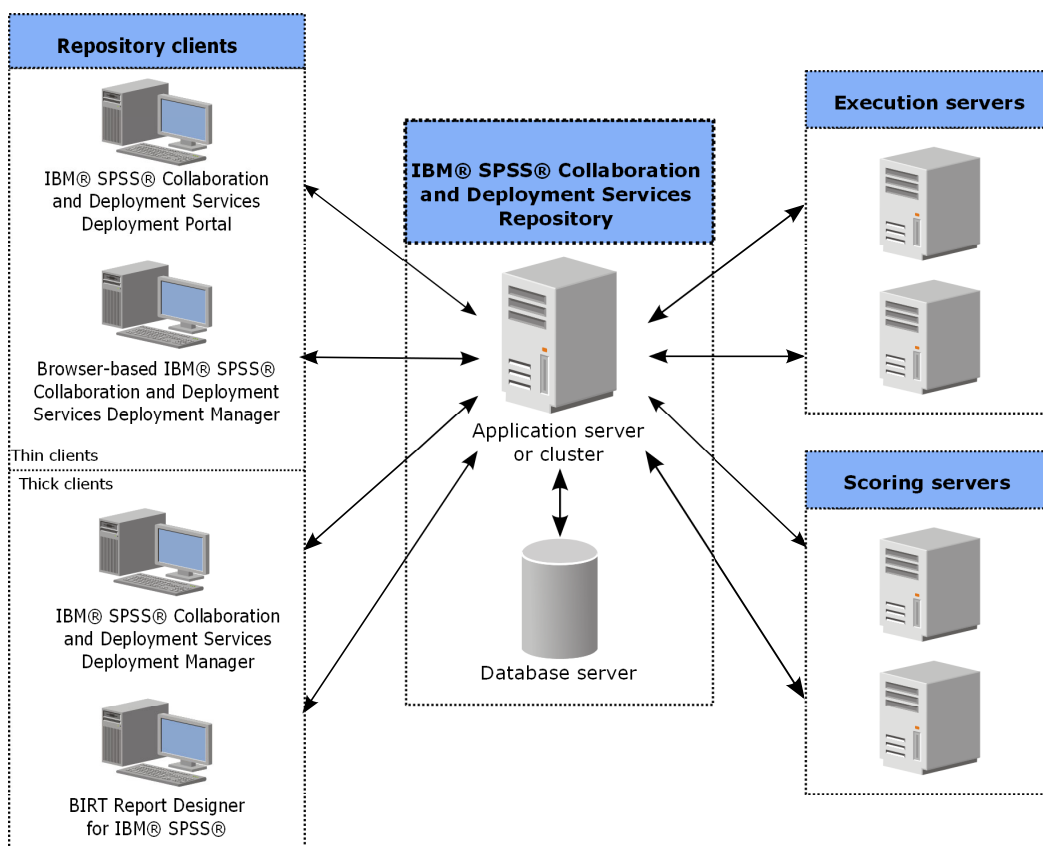 Repository clients
IBM® SPSS® Collaboration
and Deployment Services
Deployment Portal
Browser-based IBM® SPSS®
Collaboration and Deployment
Services Deployment Manager
Thin clients
Thick clients
IBM® SPSS® Collaboration
and Deployment Services
Deployment Manager
BIRT Report Designer
for IBM® SPSS®
IBM® SPSS® Collaboration
and Deployment Services
Repository
Application server
or cluster
Database server
Execution servers
Scoring servers